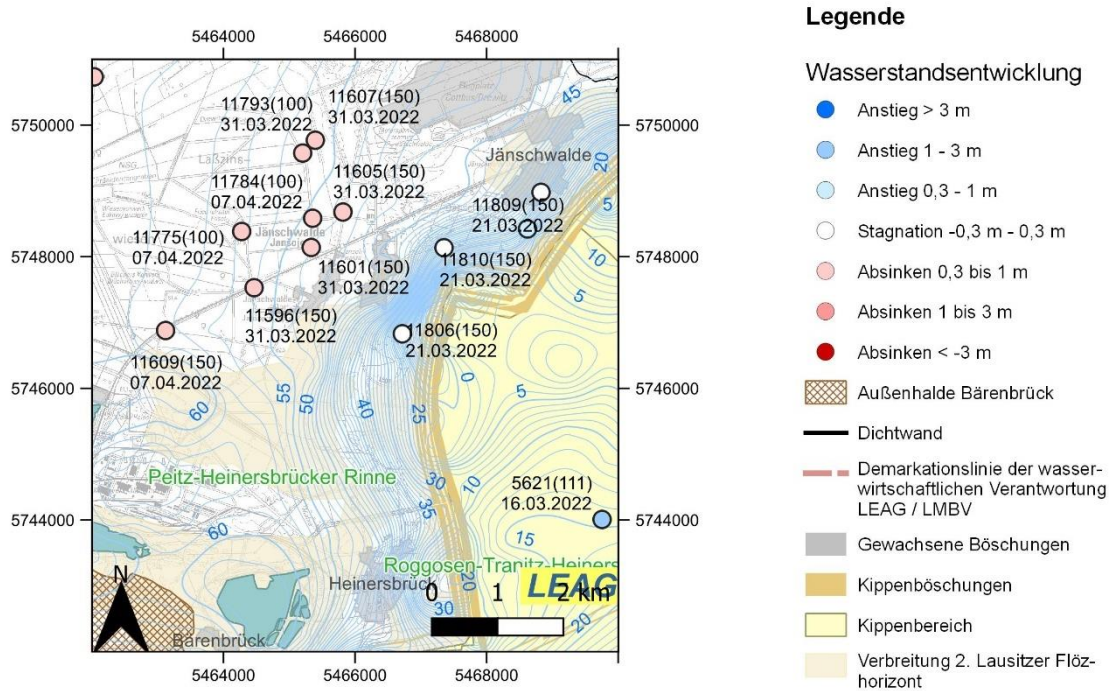 5464000 5466000 5468000
5750000
5748000
5746000
5744000
5750000
5748000
5746000
5744000
5464000 5466000 5468000
11793(100)
31.03.2022
11607(150)
31.03.2022
45
Jänschwalde
20
5
11784(100)
07.04.2022
11605(150)
31.03.2022
11809(150)
21.03.2022
11775(100)
07.04.2022
Jänschwalde
11601(150)
31.03.2022
11810(150)
21.03.2022
10
5
11596(150)
31.03.2022
11806(150)
21.03.2022
11609(150)
07.04.2022
60
55
50
40
25
0
5
Peitz-Heinersbrücker Rinne
30
10
35
5621(111)
16.03.2022
15
60
Roggosen-Tranitz-Heiners
Heinersbrück
20
LEAG
N
0 1 2 km
30
20
Bärenbrück
Legende
Wasserstandsentwicklung
Anstieg > 3 m
Anstieg 1 - 3 m
Anstieg 0,3 - 1 m
Stagnation -0,3 m - 0,3 m
Absinken 0,3 bis 1 m
Absinken 1 bis 3 m
Absinken < -3 m
Außenhalde Bärenbrück
Dichtwand
Demarkationslinie der wasser-
wirtschaftlichen Verantwortung
LEAG / LMBV
Gewachsene Böschungen
Kippenböschungen
Kippenbereich
Verbreitung 2. Lausitzer Flöz-
horizont